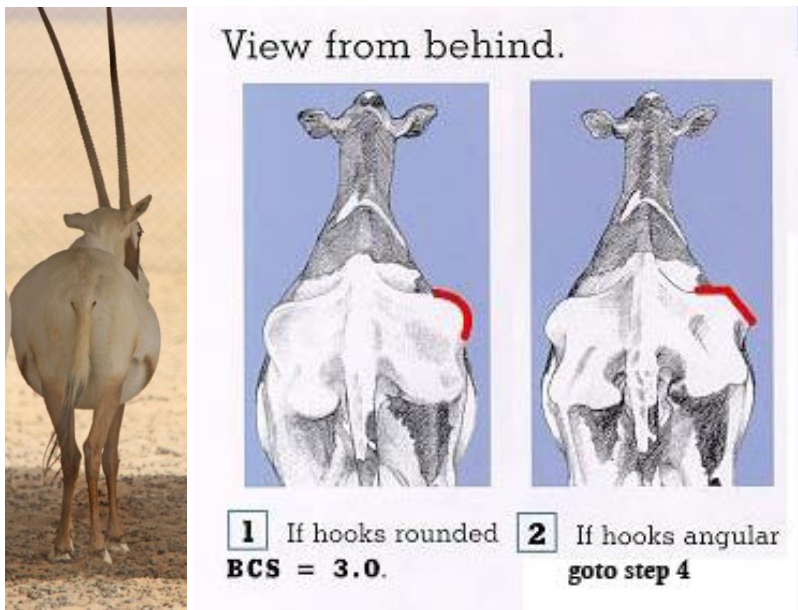 View from behind.
1 If hooks rounded
BCS = 3.0.
2 If hooks angular
goto step 4